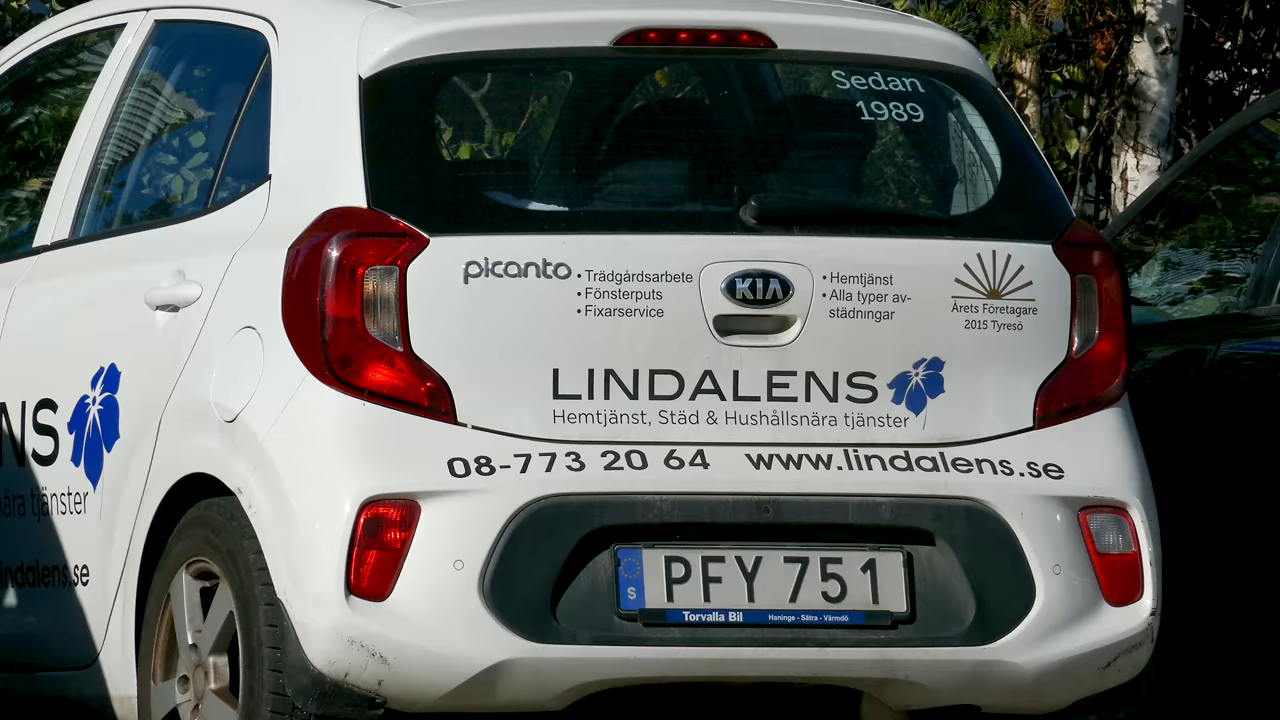 Sedan
1989
picanto
• Trädgårdsarbete
• Fönsterputs
• Fixarservice
KIA
• Hemtjänst
• Alla typer av-
städningar
Årets Företagare
2015 Tyresö
LINDALENS
Hemtjänst, Städ & Hushållsnära tjänster
08-773 20 64 www.lindalens.se
NS
nära tjänster
lindalens.se
S PFY 751
Torvalla Bil Haninge - Sätra - Värmdö